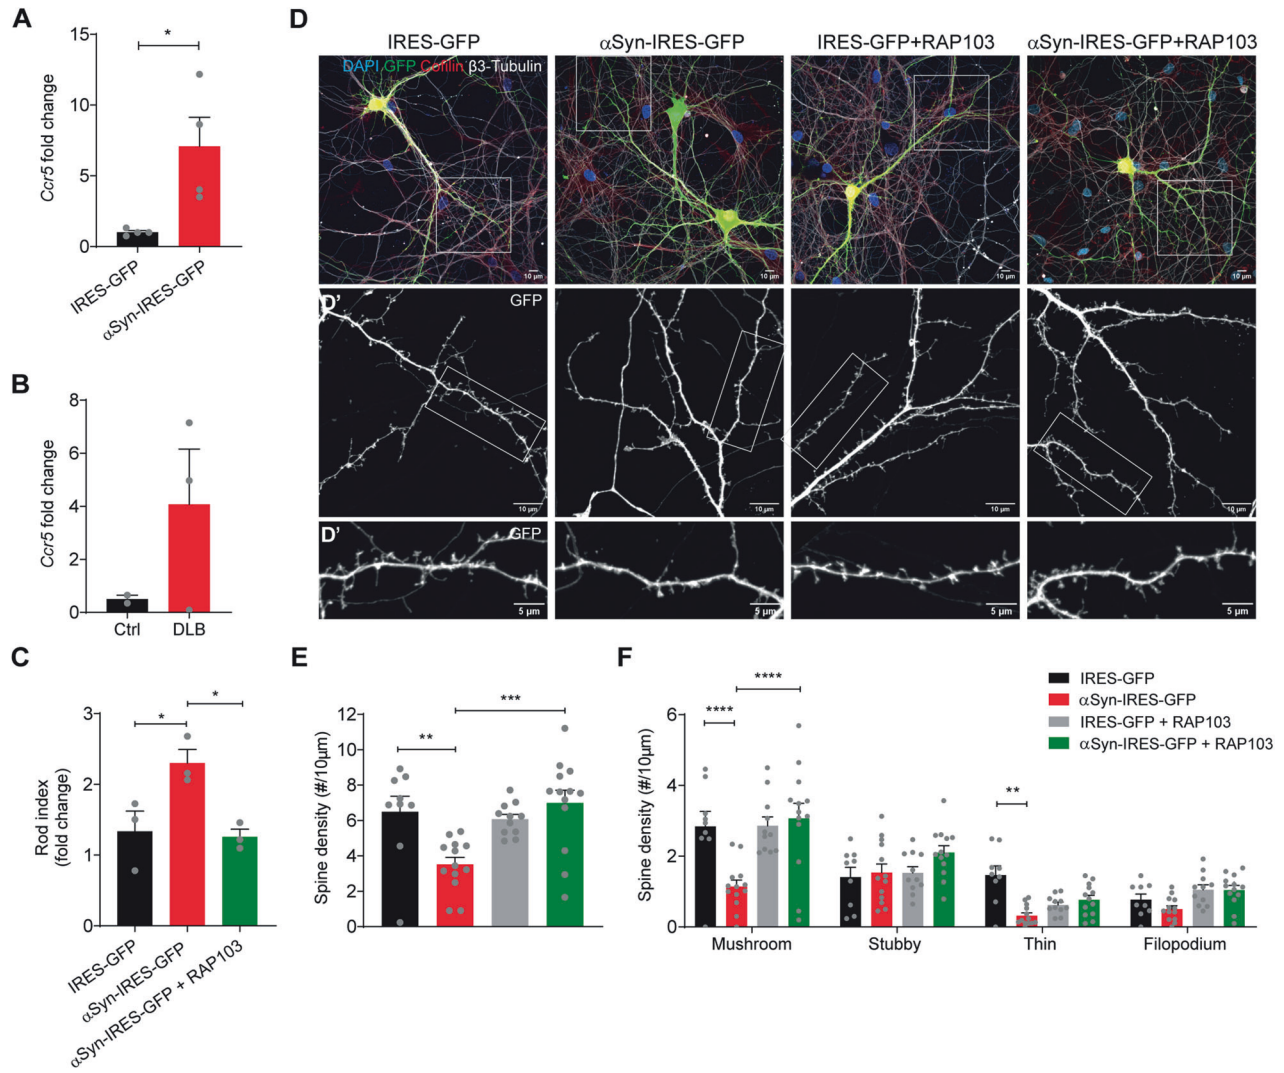 A
15
10
5
0
Ccr5 fold change
*
IRES-GFP
αSyn-IRES-GFP
B
8
6
4
2
0
Ccr5 fold change
Ctrl
DLB
C
3
2
1
0
Rod index
(fold change)
*
*
IRES-GFP
αSyn-IRES-GFP
αSyn-IRES-GFP + RAP103
D
IRES-GFP
αSyn-IRES-GFP
IRES-GFP+RAP103
αSyn-IRES-GFP+RAP103
DAPI GFP Cofilin β3-Tubulin
10 µm
10 µm
10 µm
10 µm
D'
GFP
10 µm
10 µm
10 µm
10 µm
D'
GFP
5 µm
5 µm
5 µm
5 µm
E
12
10
8
6
4
2
0
Spine density (#/10µm)
**
***
F
6
4
2
0
Spine density (#/10µm)
****
****
**
Mushroom
Stubby
Thin
Filopodium
IRES-GFP
αSyn-IRES-GFP
IRES-GFP + RAP103
αSyn-IRES-GFP + RAP103